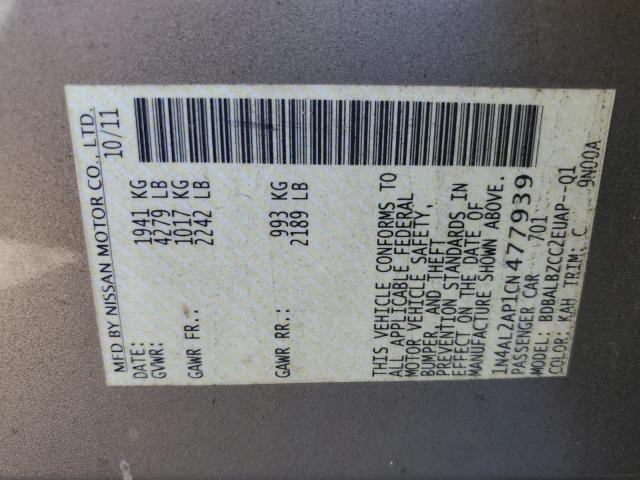 MFD BY NISSAN MOTOR CO., LTD.
DATE: 10/11
GVWR: 1941 KG
4279 LB
GAWR FR.: 1017 KG
2242 LB
GAWR RR.: 993 KG
2189 LB
THIS VEHICLE CONFORMS TO
ALL APPLICABLE FEDERAL
MOTOR VEHICLE SAFETY,
BUMPER, AND THEFT
PREVENTION STANDARDS IN
EFFECT ON THE DATE OF
MANUFACTURE SHOWN ABOVE.
1N4AL2AP1CN477939
PASSENGER CAR 701
MODEL: BDBALBZCC2EUAP--Q1
COLOR: KAH TRIM: C 9N00A